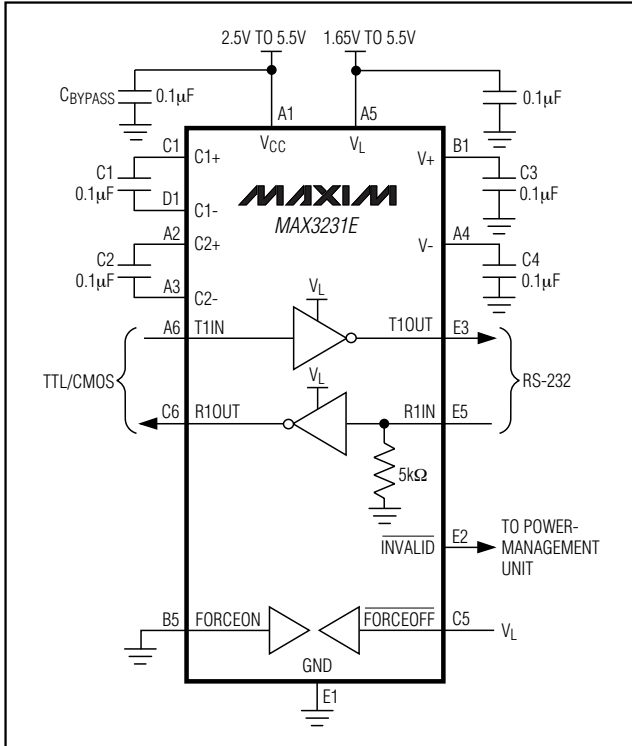 2.5V TO 5.5V 1.65V TO 5.5V
CBYPASS 0.1μF 0.1μF
A1 A5
VCC VL
C1 C1+ V+ B1
C1 0.1μF C3 0.1μF
D1 C1-
MAXIM
MAX3231E
A2 C2+ V- A4
C2 0.1μF C4 0.1μF
A3 C2-
VL
A6 T1IN T1OUT E3
TTL/CMOS RS-232
VL
C6 R1OUT R1IN E5
5kΩ
INVALID E2 TO POWER-
MANAGEMENT
UNIT
B5 FORCEON FORCEOFF C5 VL
GND
E1